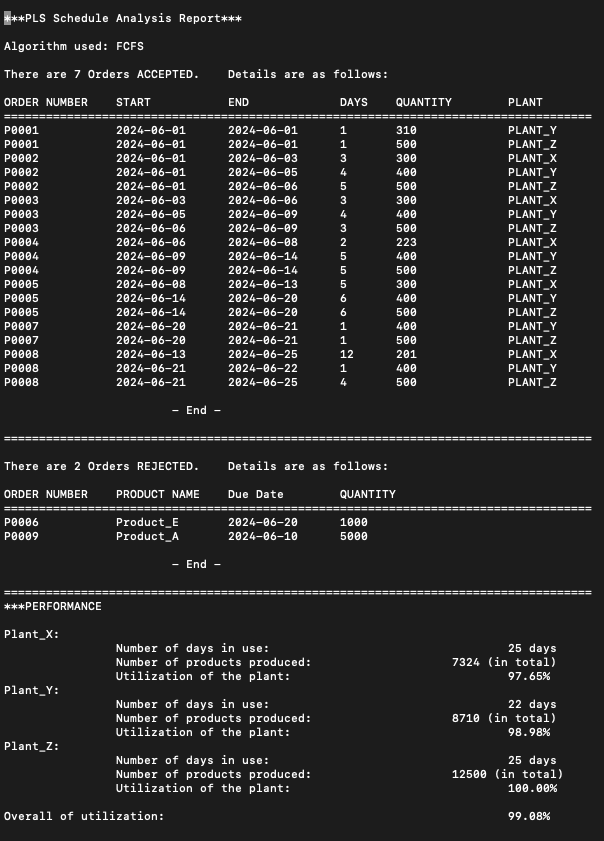 ***PLS Schedule Analysis Report***
Algorithm used: FCFS
There are 7 Orders ACCEPTED.    Details are as follows:
ORDER NUMBER    START           END             DAYS    QUANTITY        PLANT
===================================================================================
P0001           2024-06-01      2024-06-01      1       310             PLANT_Y
P0001           2024-06-01      2024-06-01      1       500             PLANT_Z
P0002           2024-06-01      2024-06-03      3       300             PLANT_X
P0002           2024-06-01      2024-06-05      4       400             PLANT_Y
P0002           2024-06-01      2024-06-06      5       500             PLANT_Z
P0003           2024-06-03      2024-06-06      3       300             PLANT_X
P0003           2024-06-05      2024-06-09      4       400             PLANT_Y
P0003           2024-06-06      2024-06-09      3       500             PLANT_Z
P0004           2024-06-06      2024-06-08      2       223             PLANT_X
P0004           2024-06-09      2024-06-14      5       400             PLANT_Y
P0004           2024-06-09      2024-06-14      5       500             PLANT_Z
P0005           2024-06-08      2024-06-13      5       300             PLANT_X
P0005           2024-06-14      2024-06-20      6       400             PLANT_Y
P0005           2024-06-14      2024-06-20      6       500             PLANT_Z
P0007           2024-06-20      2024-06-21      1       400             PLANT_Y
P0007           2024-06-20      2024-06-21      1       500             PLANT_Z
P0008           2024-06-13      2024-06-25      12      201             PLANT_X
P0008           2024-06-21      2024-06-22      1       400             PLANT_Y
P0008           2024-06-21      2024-06-25      4       500             PLANT_Z
- End -
===================================================================================
There are 2 Orders REJECTED.    Details are as follows:
ORDER NUMBER    PRODUCT NAME    Due Date        QUANTITY
===================================================================================
P0006           Product_E       2024-06-20      1000
P0009           Product_A       2024-06-10      5000
- End -
===================================================================================
***PERFORMANCE
Plant_X:
Number of days in use:                                  25 days
Number of products produced:                    7324 (in total)
Utilization of the plant:                               97.65%
Plant_Y:
Number of days in use:                                  22 days
Number of products produced:                    8710 (in total)
Utilization of the plant:                               98.98%
Plant_Z:
Number of days in use:                                  25 days
Number of products produced:                    12500 (in total)
Utilization of the plant:                               100.00%
Overall of utilization:                                                 99.08%